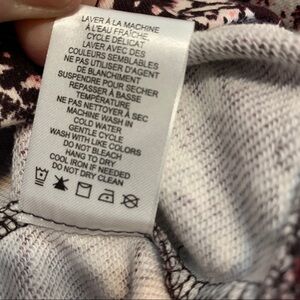 LAVER À LA MACHINE
À L'EAU FRAÎCHE,
CYCLE DÉLICAT
LAVER AVEC DES
COULEURS SEMBLABLES
NE PAS UTILISER D'AGENT
DE BLANCHIMENT
SUSPENDRE POUR SÉCHER
REPASSER À BASSE
TEMPÉRATURE
NE PAS NETTOYER À SEC
MACHINE WASH IN
COLD WATER
GENTLE CYCLE
WASH WITH LIKE COLORS
DO NOT BLEACH
HANG TO DRY
COOL IRON IF NEEDED
DO NOT DRY CLEAN